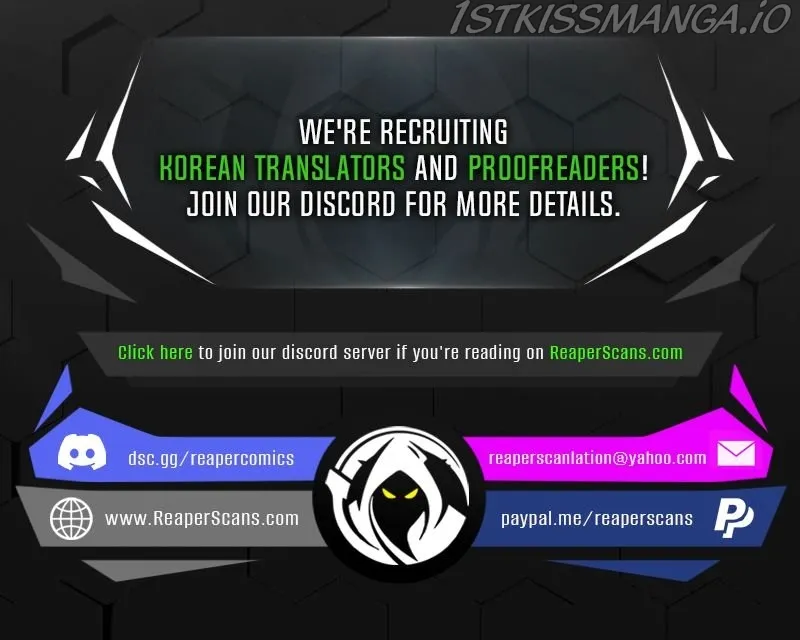 1STKISSMANGA.IO
WE'RE RECRUITING
KOREAN TRANSLATORS AND PROOFREADERS!
JOIN OUR DISCORD FOR MORE DETAILS.
Click here to join our discord server if you're reading on ReaperScans.com
dsc.gg/reapercomics
reaperscanlation@yahoo.com
www.ReaperScans.com
paypal.me/reaperscans